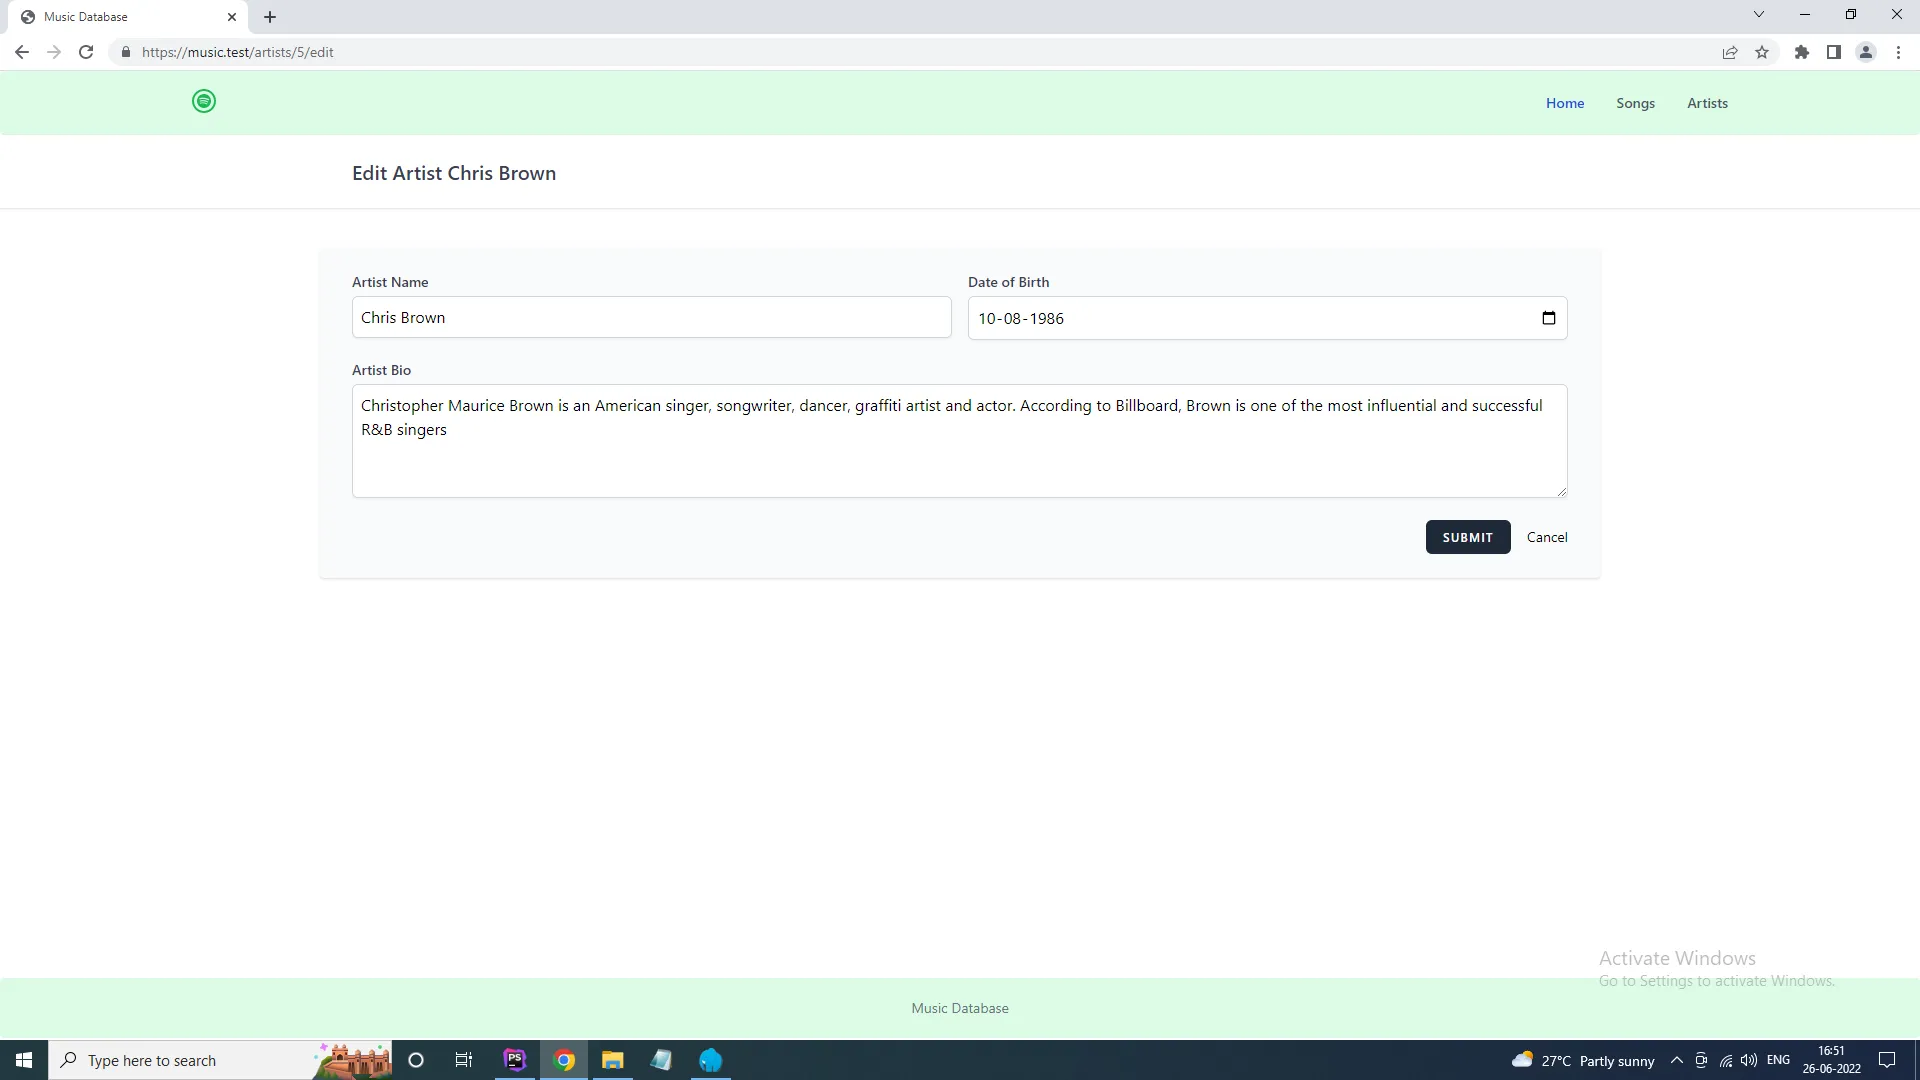 Music Database
https://music.test/artists/5/edit
Home
Songs
Artists
Edit Artist Chris Brown
Artist Name
Date of Birth
Chris Brown
10-08-1986
Artist Bio
Christopher Maurice Brown is an American singer, songwriter, dancer, graffiti artist and actor. According to Billboard, Brown is one of the most influential and successful
R&B singers
SUBMIT
Cancel
Activate Windows
Go to Settings to activate Windows.
Music Database
Type here to search
PS
27°C Partly sunny
ENG
16:51
26-06-2022